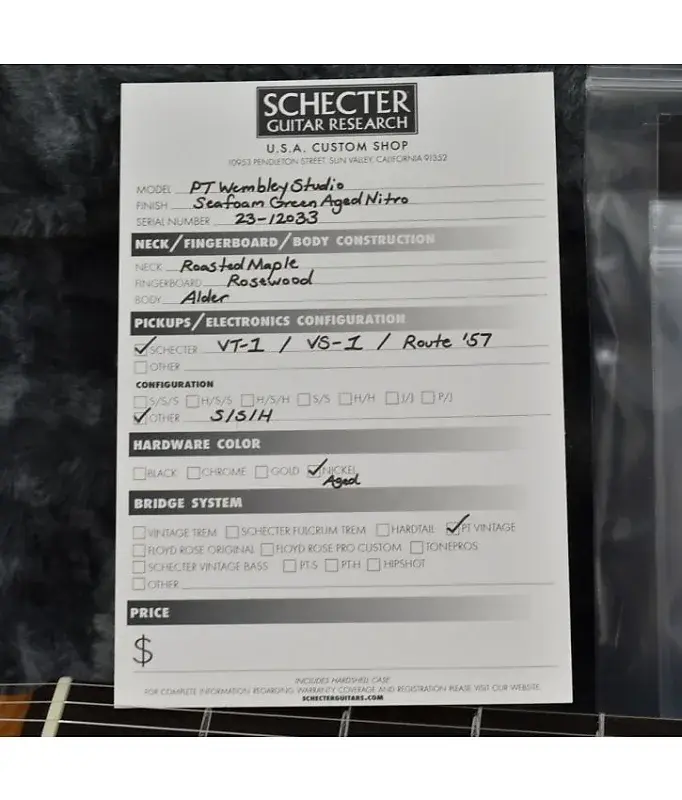 SCHECTER
GUITAR RESEARCH
U.S.A. CUSTOM SHOP
10953 PENDLETON STREET, SUN VALLEY, CALIFORNIA 91352
MODEL PT Wembley Studio
FINISH Seafoam Green Aged Nitro
SERIAL NUMBER 23-12033
NECK/FINGERBOARD/BODY CONSTRUCTION
NECK Roasted Maple
FINGERBOARD Rosewood
BODY Alder
PICKUPS/ELECTRONICS CONFIGURATION
SCHECTER VT-1 / VS-1 / Route '57
OTHER
CONFIGURATION
S/S/S H/S/S H/S/H S/S H/H J/J P/J
OTHER S/S/H
HARDWARE COLOR
BLACK CHROME GOLD NICKEL
Aged
BRIDGE SYSTEM
VINTAGE TREM SCHECTER FULCRUM TREM HARDTAIL PT VINTAGE
FLOYD ROSE ORIGINAL FLOYD ROSE PRO CUSTOM TONEPROS
SCHECTER VINTAGE BASS PT-S PT-H HIPSHOT
OTHER
PRICE
$
INCLUDES HARDSHELL CASE
FOR COMPLETE INFORMATION REGARDING WARRANTY COVERAGE AND REGISTRATION PLEASE VISIT OUR WEBSITE
SCHECTERGUITARS.COM